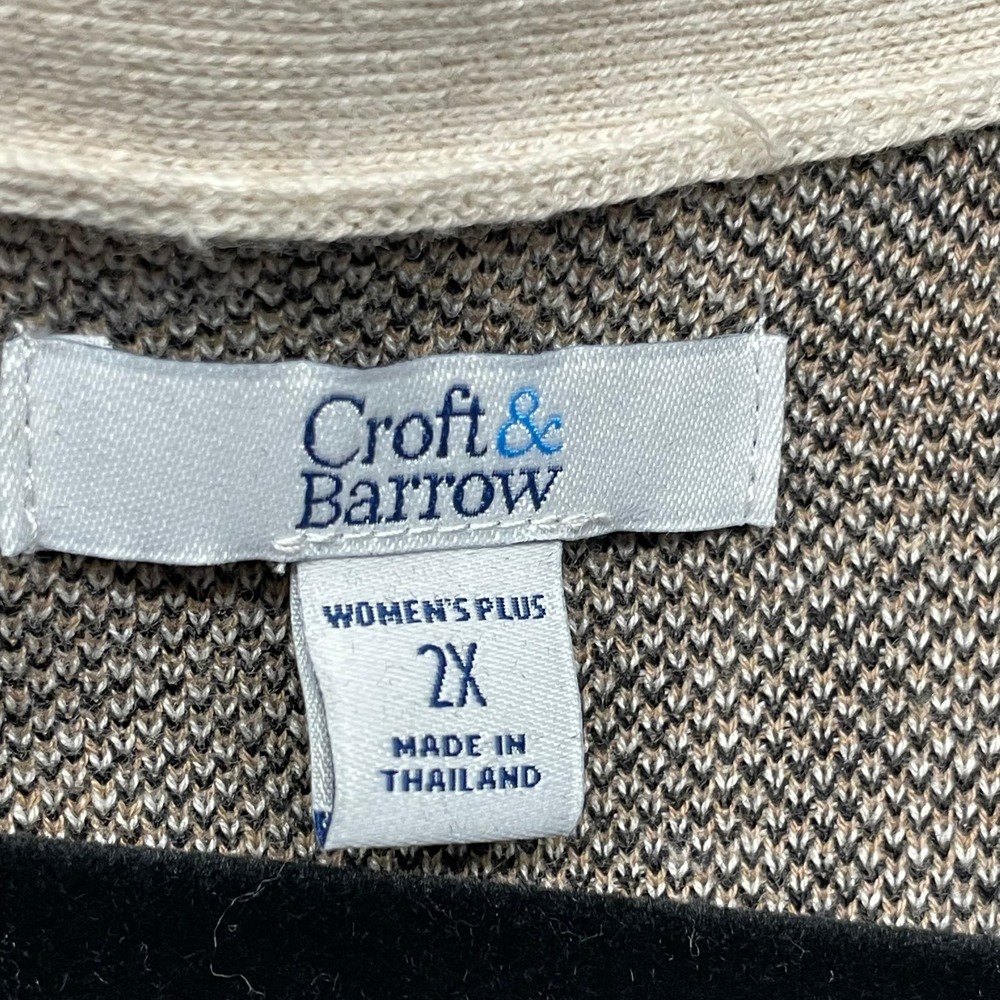 Croft &
Barrow
WOMEN'S PLUS
2X
MADE IN
THAILAND